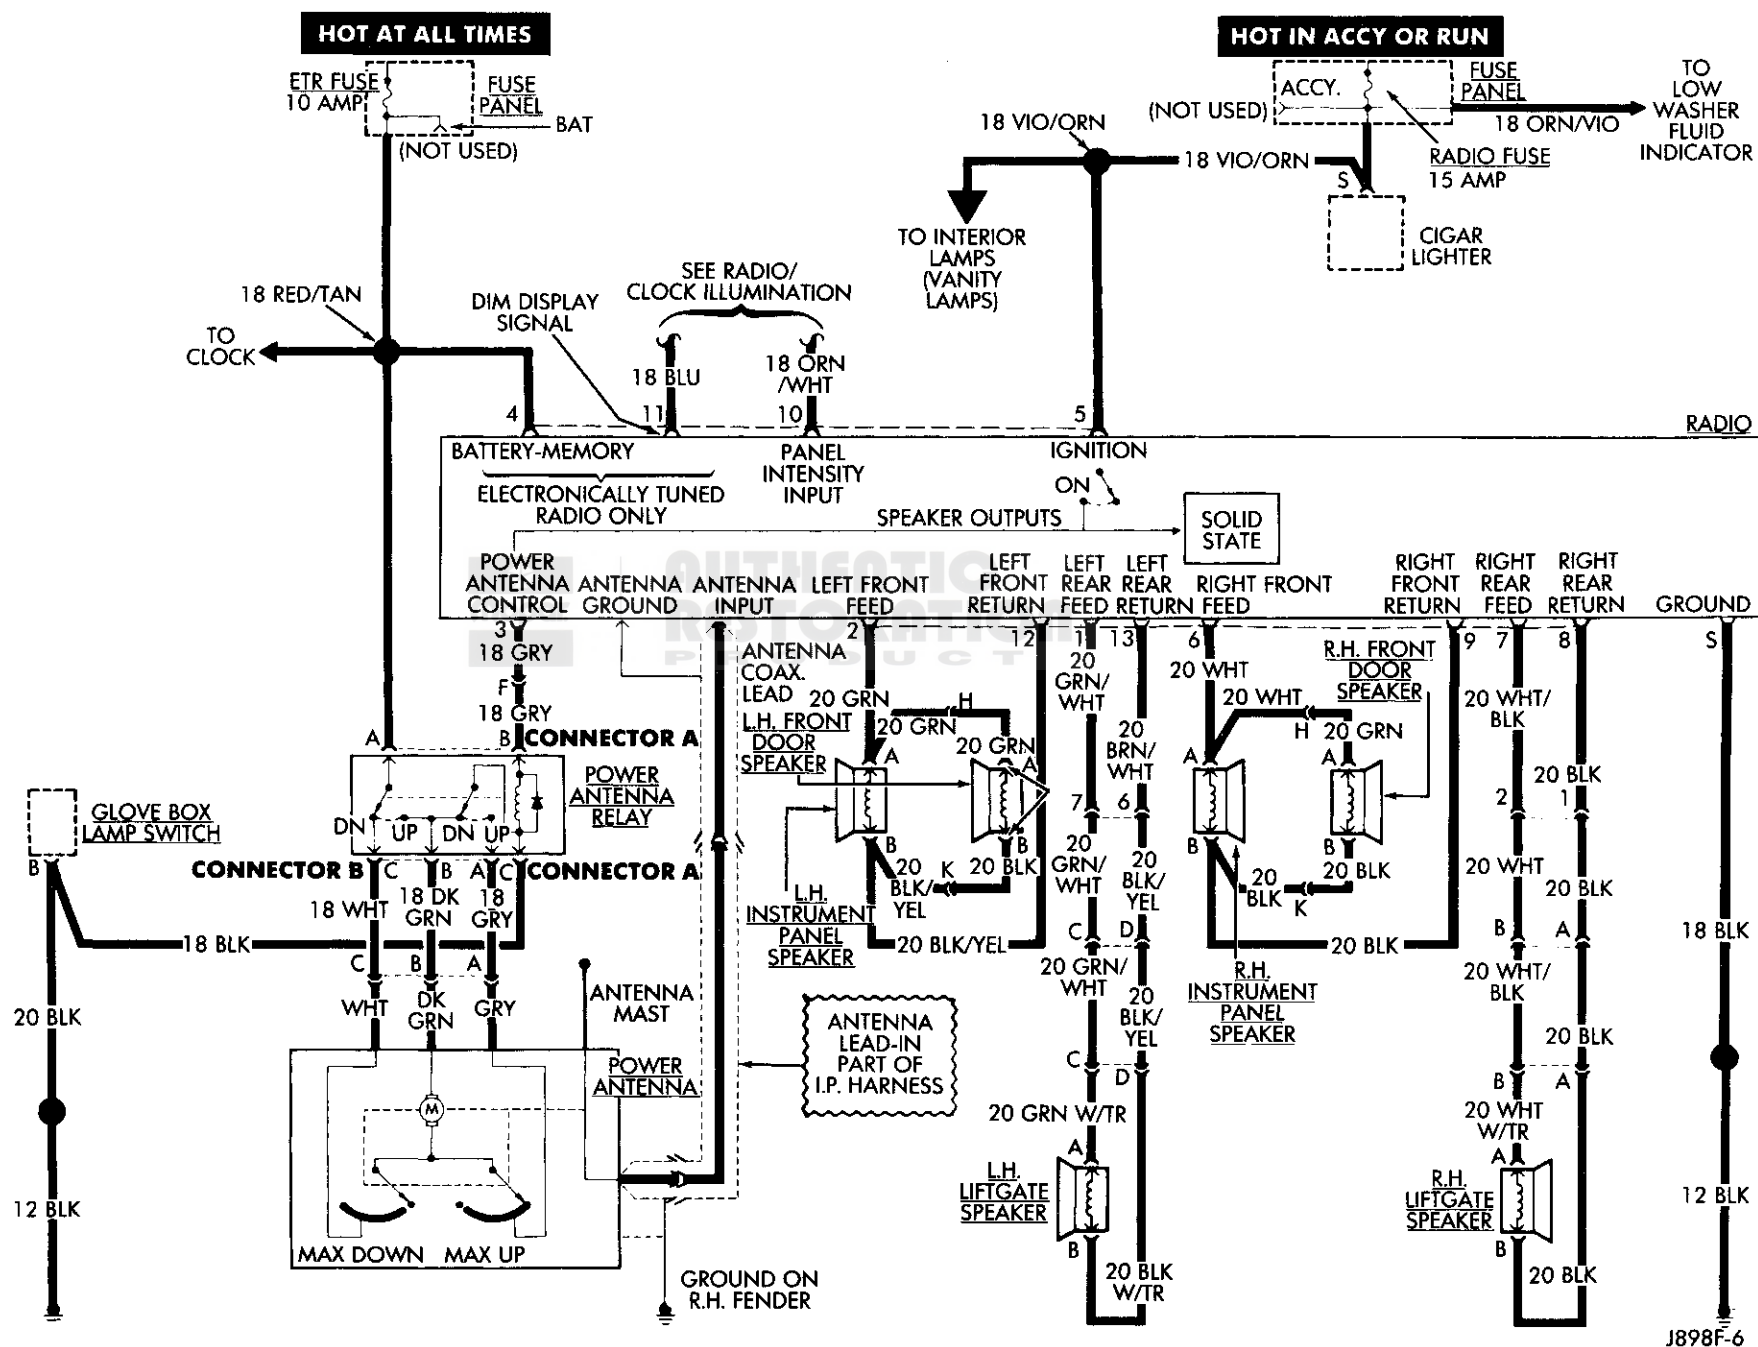 HOT AT ALL TIMES
ETR FUSE
10 AMP
FUSE
PANEL
BAT
(NOT USED)
HOT IN ACCY OR RUN
ACCY.
FUSE
PANEL
(NOT USED)
18 ORN/VIO
TO
LOW
WASHER
FLUID
INDICATOR
RADIO FUSE
15 AMP
18 VIO/ORN
18 VIO/ORN
S
CIGAR
LIGHTER
TO INTERIOR
LAMPS
(VANITY
LAMPS)
18 RED/TAN
TO
CLOCK
DIM DISPLAY
SIGNAL
SEE RADIO/
CLOCK ILLUMINATION
18 BLU
18 ORN
/WHT
4
11
10
5
RADIO
BATTERY-MEMORY
PANEL
INTENSITY
INPUT
IGNITION
ON
ELECTRONICALLY TUNED
RADIO ONLY
SPEAKER OUTPUTS
SOLID
STATE
AUTHENTIC
RESTORATION
PRODUCT
POWER
ANTENNA
CONTROL
ANTENNA
GROUND
ANTENNA
INPUT
LEFT FRONT
FEED
LEFT
FRONT
RETURN
LEFT
REAR
FEED
LEFT
REAR
RETURN
RIGHT FRONT
FEED
RIGHT
FRONT
RETURN
RIGHT
REAR
FEED
RIGHT
REAR
RETURN
GROUND
3
2
12
1
13
6
9
7
8
S
18 GRY
F
18 GRY
A
B
CONNECTOR A
POWER
ANTENNA
RELAY
DN
UP
DN
UP
GLOVE BOX
LAMP SWITCH
B
CONNECTOR B
C
B
A
C
CONNECTOR A
18 WHT
18 DK
GRN
18
GRY
18 BLK
C
B
A
WHT
DK
GRN
GRY
20 BLK
12 BLK
ANTENNA
MAST
POWER
ANTENNA
M
MAX DOWN
MAX UP
GROUND ON
R.H. FENDER
ANTENNA
COAX.
LEAD
ANTENNA
LEAD-IN
PART OF
I.P. HARNESS
L.H. FRONT
DOOR
SPEAKER
20 GRN
20 GRN
H
20 GRN
A
A
B
B
20
BLK/
YEL
K
20 BLK
L.H.
INSTRUMENT
PANEL
SPEAKER
20 BLK/YEL
20
GRN/
WHT
20
BRN/
WHT
7
6
20
GRN/
WHT
20
BLK/
YEL
C
D
20 GRN/
WHT
20
BLK/
YEL
C
D
20 GRN W/TR
A
L.H.
LIFTGATE
SPEAKER
B
20 BLK
W/TR
20 WHT
20 WHT
H
20 GRN
R.H. FRONT
DOOR
SPEAKER
A
A
B
B
20
BLK
K
20 BLK
20 BLK
R.H.
INSTRUMENT
PANEL
SPEAKER
20 WHT/
BLK
20 BLK
2
1
20 WHT
20 BLK
B
A
20 WHT/
BLK
20 BLK
B
A
20 WHT
W/TR
A
R.H.
LIFTGATE
SPEAKER
B
20 BLK
18 BLK
12 BLK
J898F-6